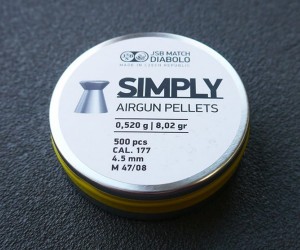 JSB MATCH
DIABOLO
MADE IN CZECH REPUBLIC
SIMPLY
AIRGUN PELLETS
0,520 g | 8,02 gr
500 pcs
CAL. 177
4.5 mm
M 47/08